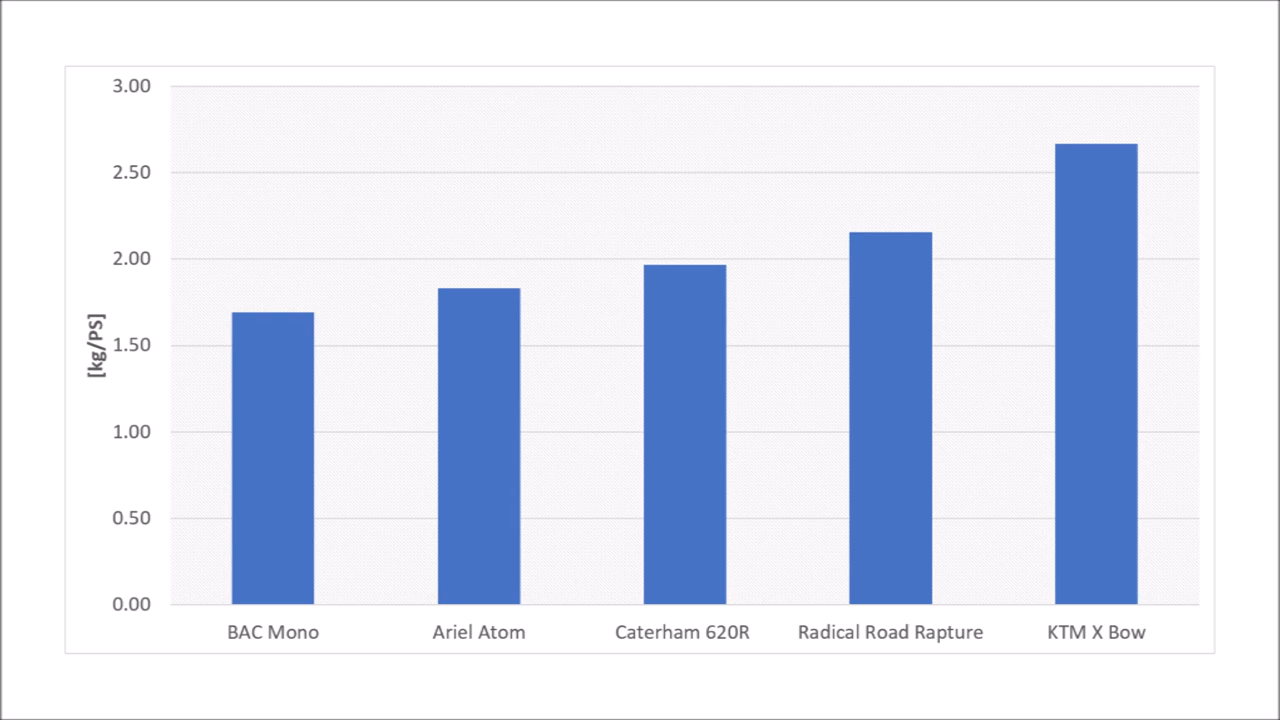 3.00
2.50
2.00
1.50
1.00
0.50
0.00
[kg/PS]
BAC Mono
Ariel Atom
Caterham 620R
Radical Road Rapture
KTM X Bow